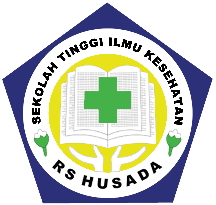 SEKOLAH TINGGI ILMU KESEHATAN
RS HUSADA